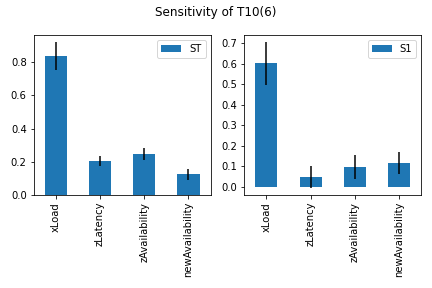 Sensitivity of T10(6)
ST
0.8
0.6
0.4
0.2
0.0
xLoad
zLatency
zAvailability
newAvailability
S1
0.7
0.6
0.5
0.4
0.3
0.2
0.1
0.0
xLoad
zLatency
zAvailability
newAvailability